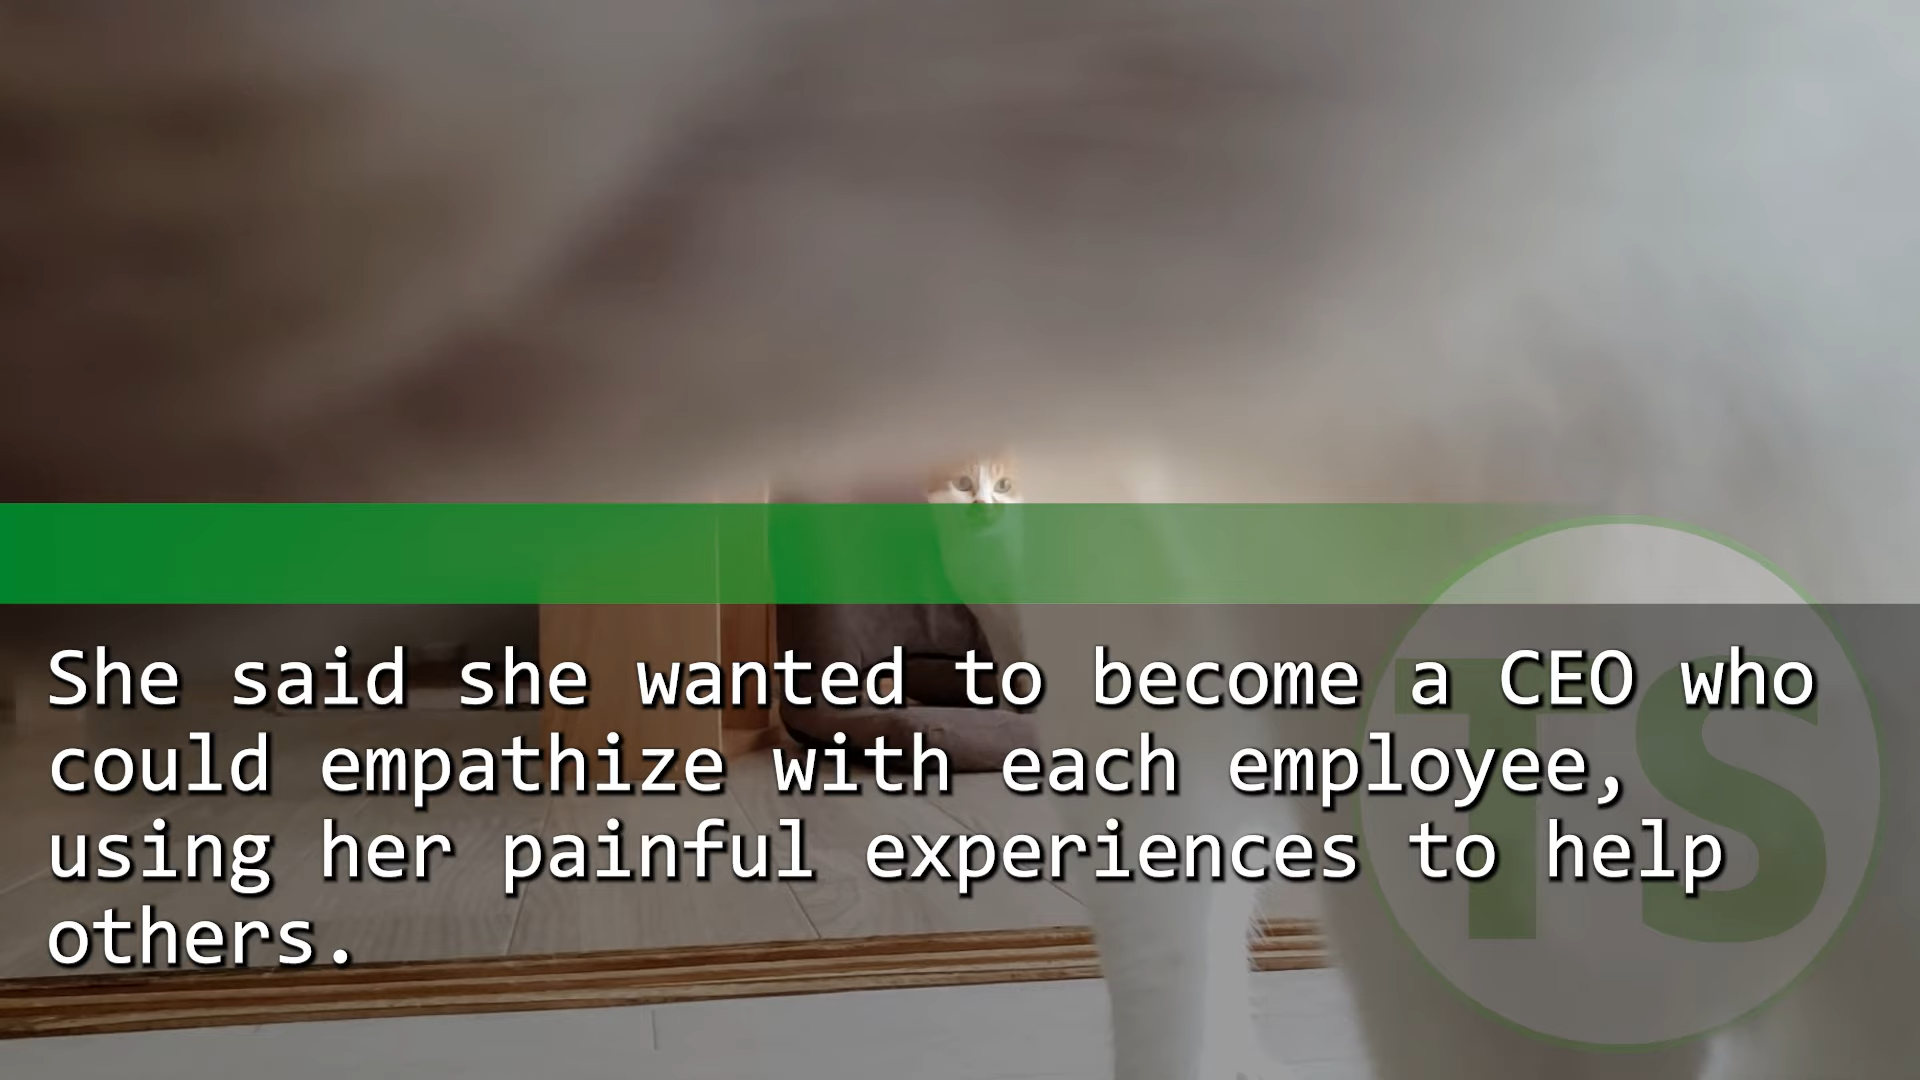 She said she wanted to become a CEO who
could empathize with each employee,
using her painful experiences to help
others.
TS